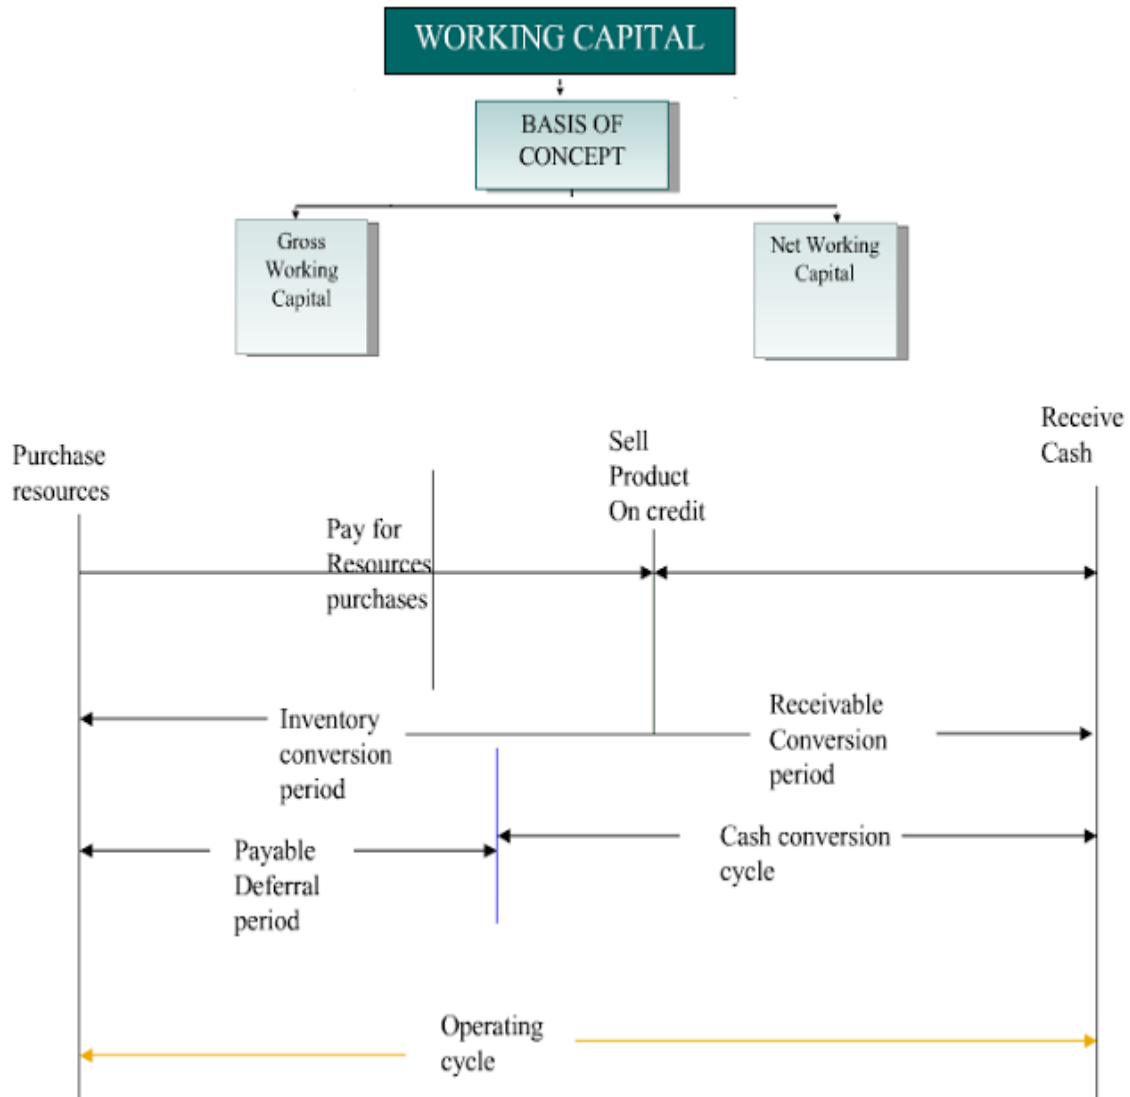 WORKING CAPITAL
BASIS OF
CONCEPT
Gross
Working
Capital
Net Working
Capital
Purchase
resources
Pay for
Resources
purchases
Sell
Product
On credit
Receive
Cash
Inventory
conversion
period
Receivable
Conversion
period
Payable
Deferral
period
Cash conversion
cycle
Operating
cycle